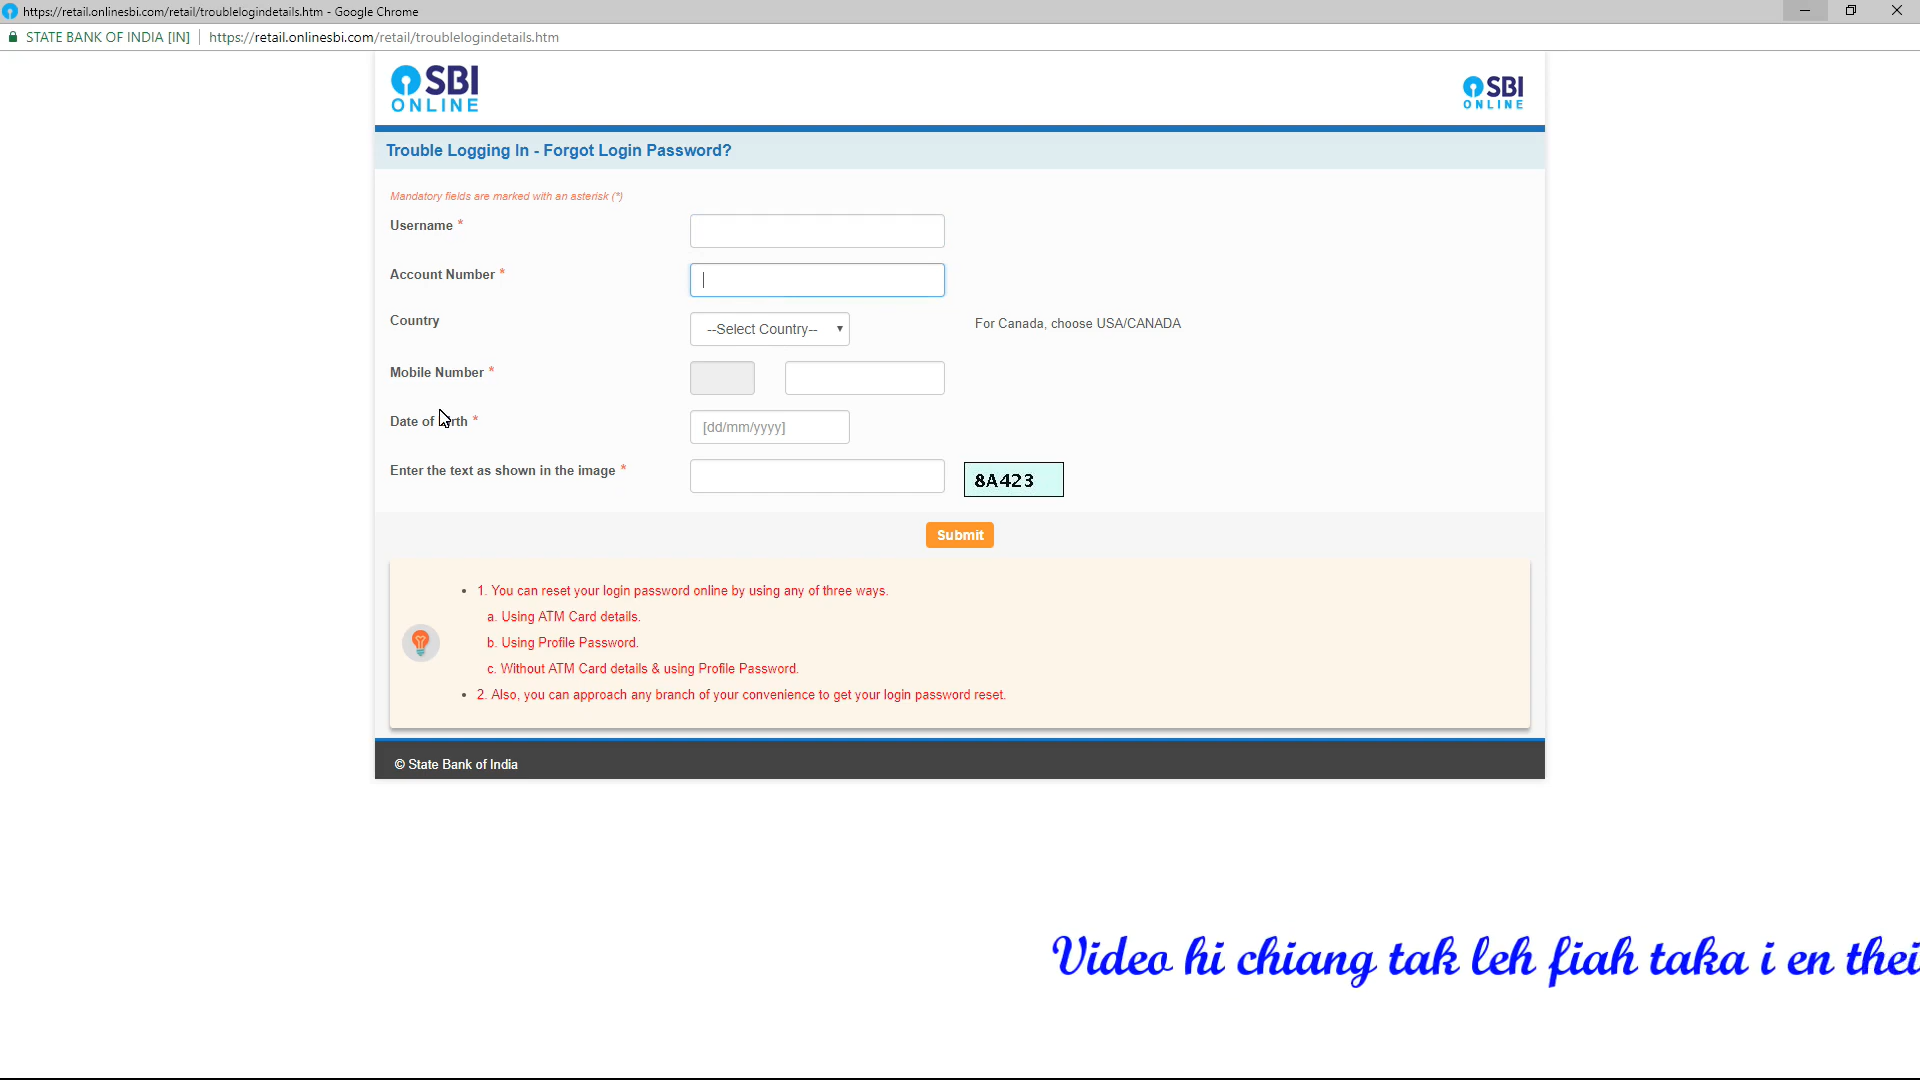 https://retail.onlinesbi.com/retail/troublelogindetails.htm - Google Chrome
STATE BANK OF INDIA [IN] https://retail.onlinesbi.com/retail/troublelogindetails.htm
SBI ONLINE
SBI ONLINE
Trouble Logging In - Forgot Login Password?
Mandatory fields are marked with an asterisk (*)
Username *
Account Number *
Country --Select Country-- For Canada, choose USA/CANADA
Mobile Number *
Date of rth * [dd/mm/yyyy]
Enter the text as shown in the image * 8A423
Submit
• 1. You can reset your login password online by using any of three ways.
a. Using ATM Card details.
b. Using Profile Password.
c. Without ATM Card details & using Profile Password.
• 2. Also, you can approach any branch of your convenience to get your login password reset.
© State Bank of India
Video hi chiang tak leh fiah taka i en thei